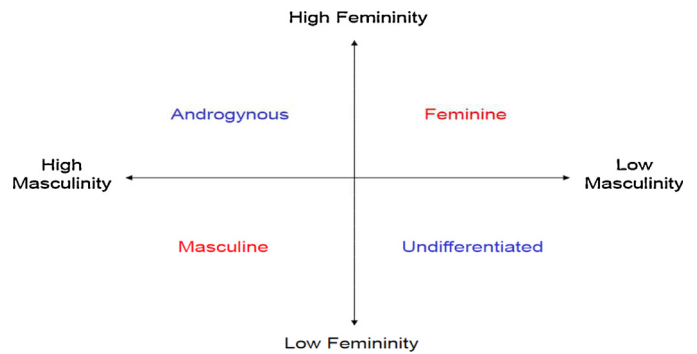 High Femininity
Androgynous
Feminine
High
Masculinity
Low
Masculinity
Masculine
Undifferentiated
Low Femininity